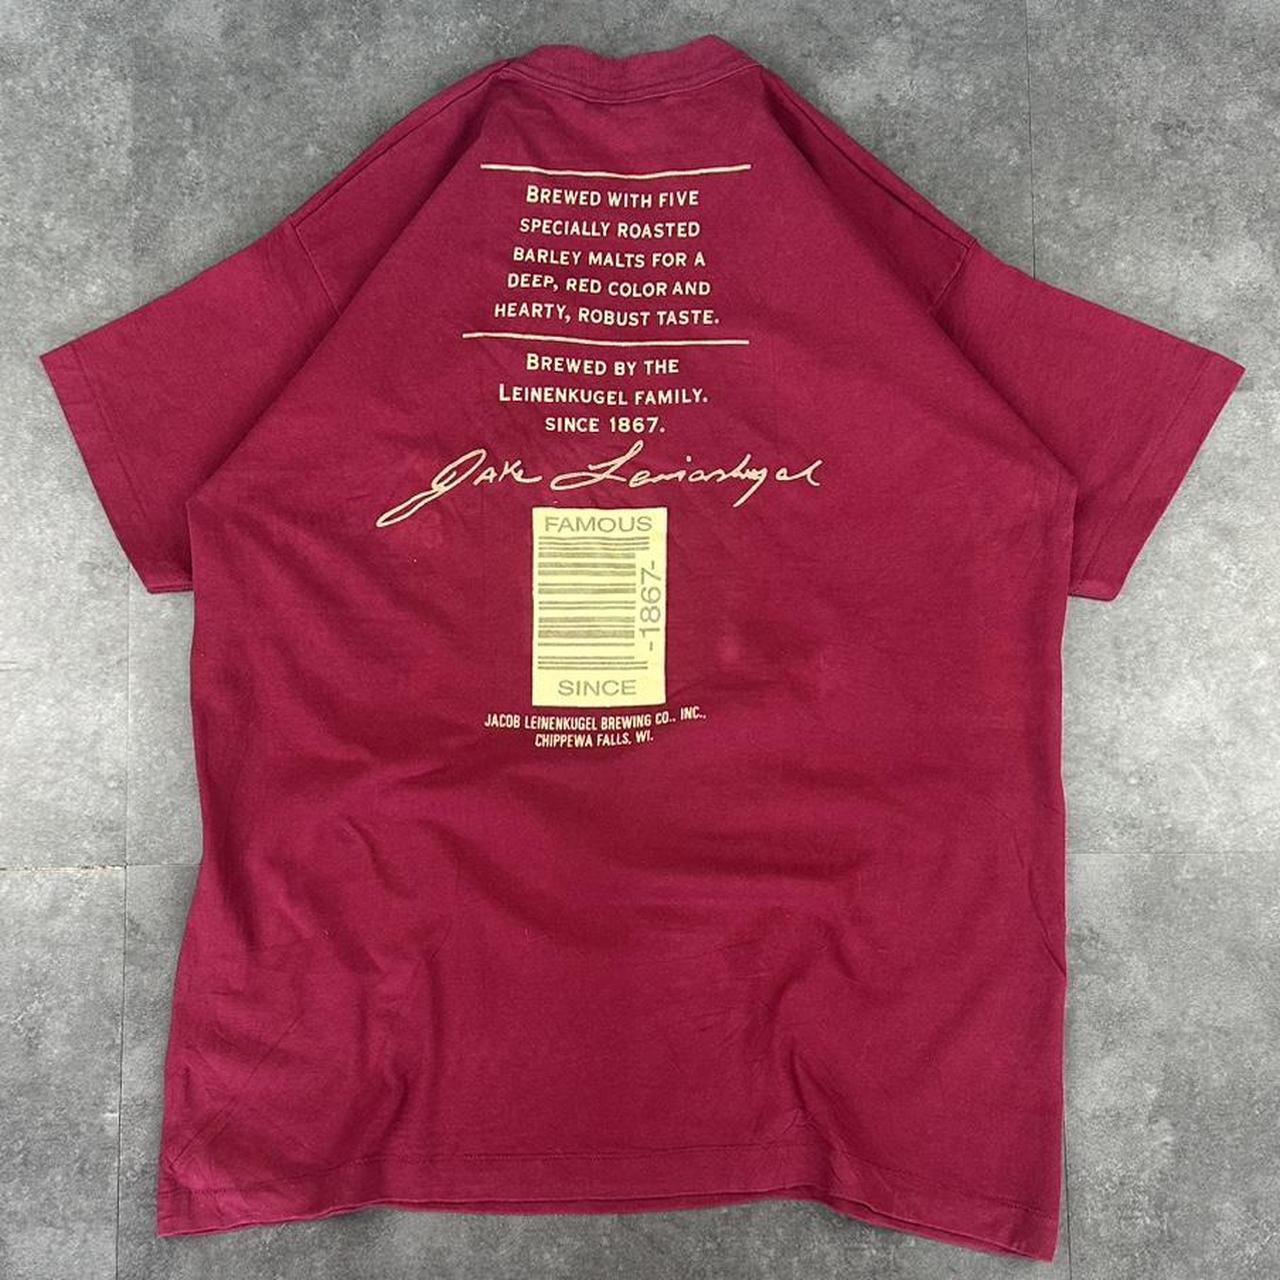 BREWED WITH FIVE
SPECIALLY ROASTED
BARLEY MALTS FOR A
DEEP, RED COLOR AND
HEARTY, ROBUST TASTE.
BREWED BY THE
LEINENKUGEL FAMILY.
SINCE 1867.
Jake Leinenkugel
FAMOUS
-1867-
SINCE
JACOB LEINENKUGEL BREWING CO., INC.,
CHIPPEWA FALLS, WI.